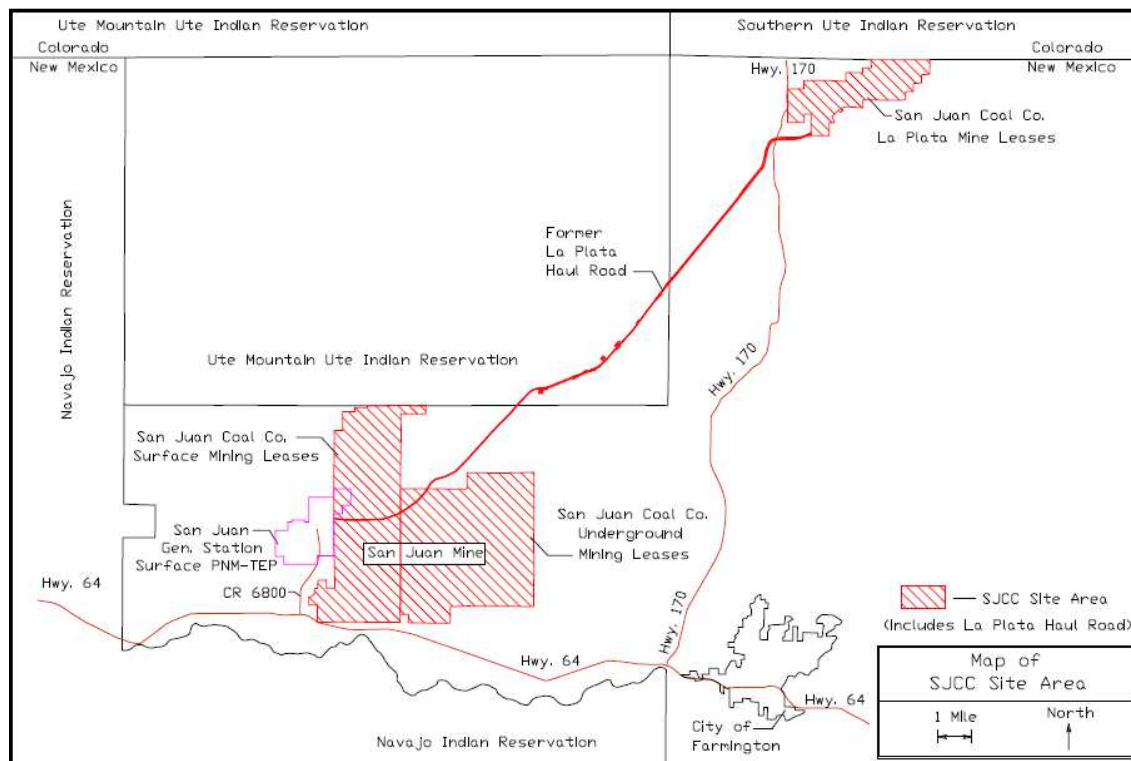 Ute Mountain Ute Indian Reservation
Southern Ute Indian Reservation
Colorado
New Mexico
Colorado
New Mexico
Hwy. 170
San Juan Coal Co.
La Plata Mine Leases
Former
La Plata
Haul Road
Navajo Indian Reservation
Ute Mountain Ute Indian Reservation
Hwy. 170
San Juan Coal Co.
Surface Mining Leases
San Juan Coal Co.
Underground
Mining Leases
San Juan
Gen. Station
Surface PNM-TEP
San Juan Mine
Hwy. 64
CR 6800
Hwy. 170
SJCC Site Area
(Includes La Plata Haul Road)
Hwy. 64
Hwy. 64
City of
Farmington
Navajo Indian Reservation
Map of
SJCC Site Area
1 Mile
North